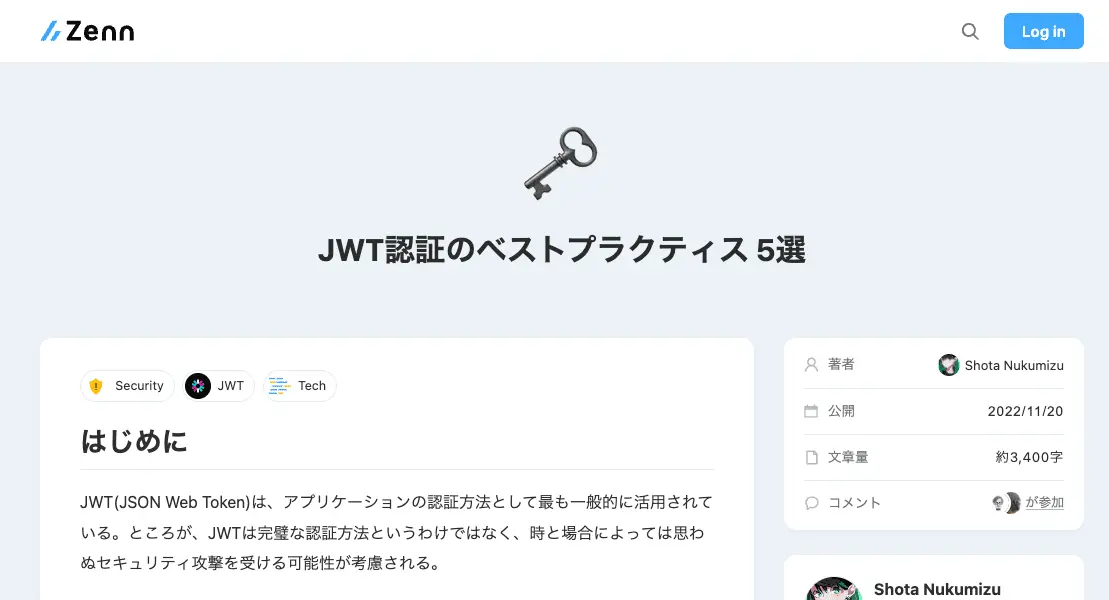 Zenn
Log in
JWT認証のベストプラクティス 5選
Security
JWT
Tech
はじめに
JWT(JSON Web Token)は、アプリケーションの認証方法として最も一般的に活用されて
いる。ところが、JWTは完璧な認証方法というわけではなく、時と場合によっては思わ
ぬセキュリティ攻撃を受ける可能性が考慮される。
著者
Shota Nukumizu
公開
2022/11/20
文章量
約3,400字
コメント
が参加
Shota Nukumizu